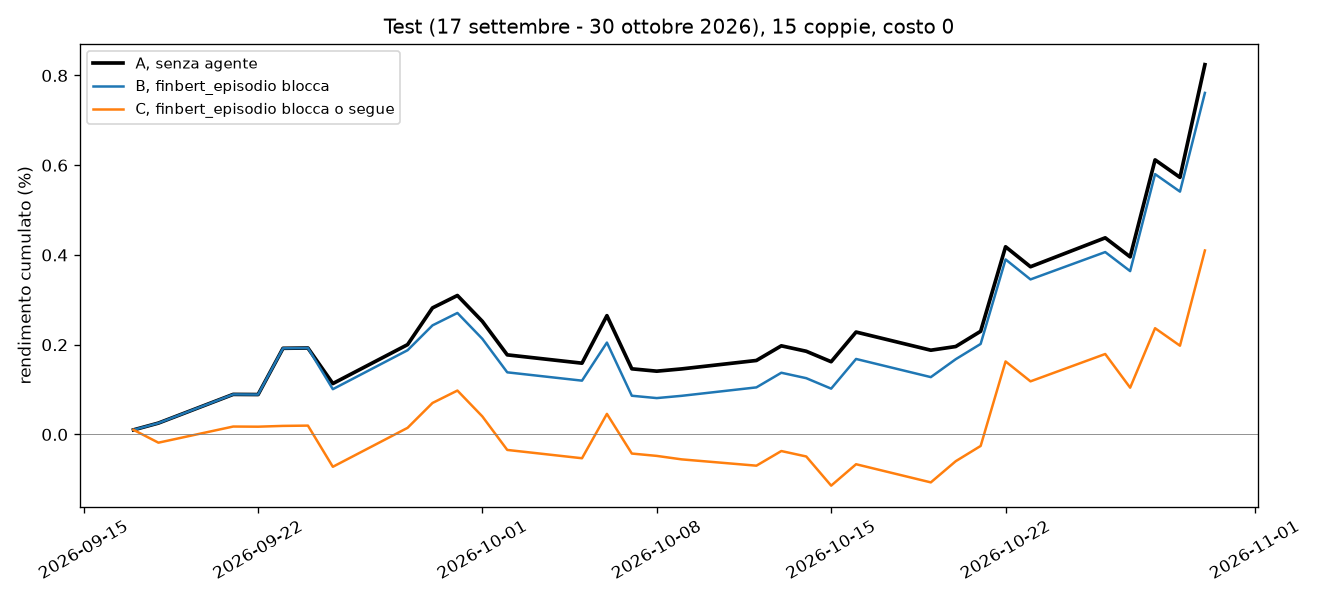 Test (17 settembre - 30 ottobre 2026), 15 coppie, costo 0
A, senza agente
B, finbert_episodio blocca
C, finbert_episodio blocca o segue
rendimento cumulato (%)
0.8
0.6
0.4
0.2
0.0
2026-09-15
2026-09-22
2026-10-01
2026-10-08
2026-10-15
2026-10-22
2026-11-01